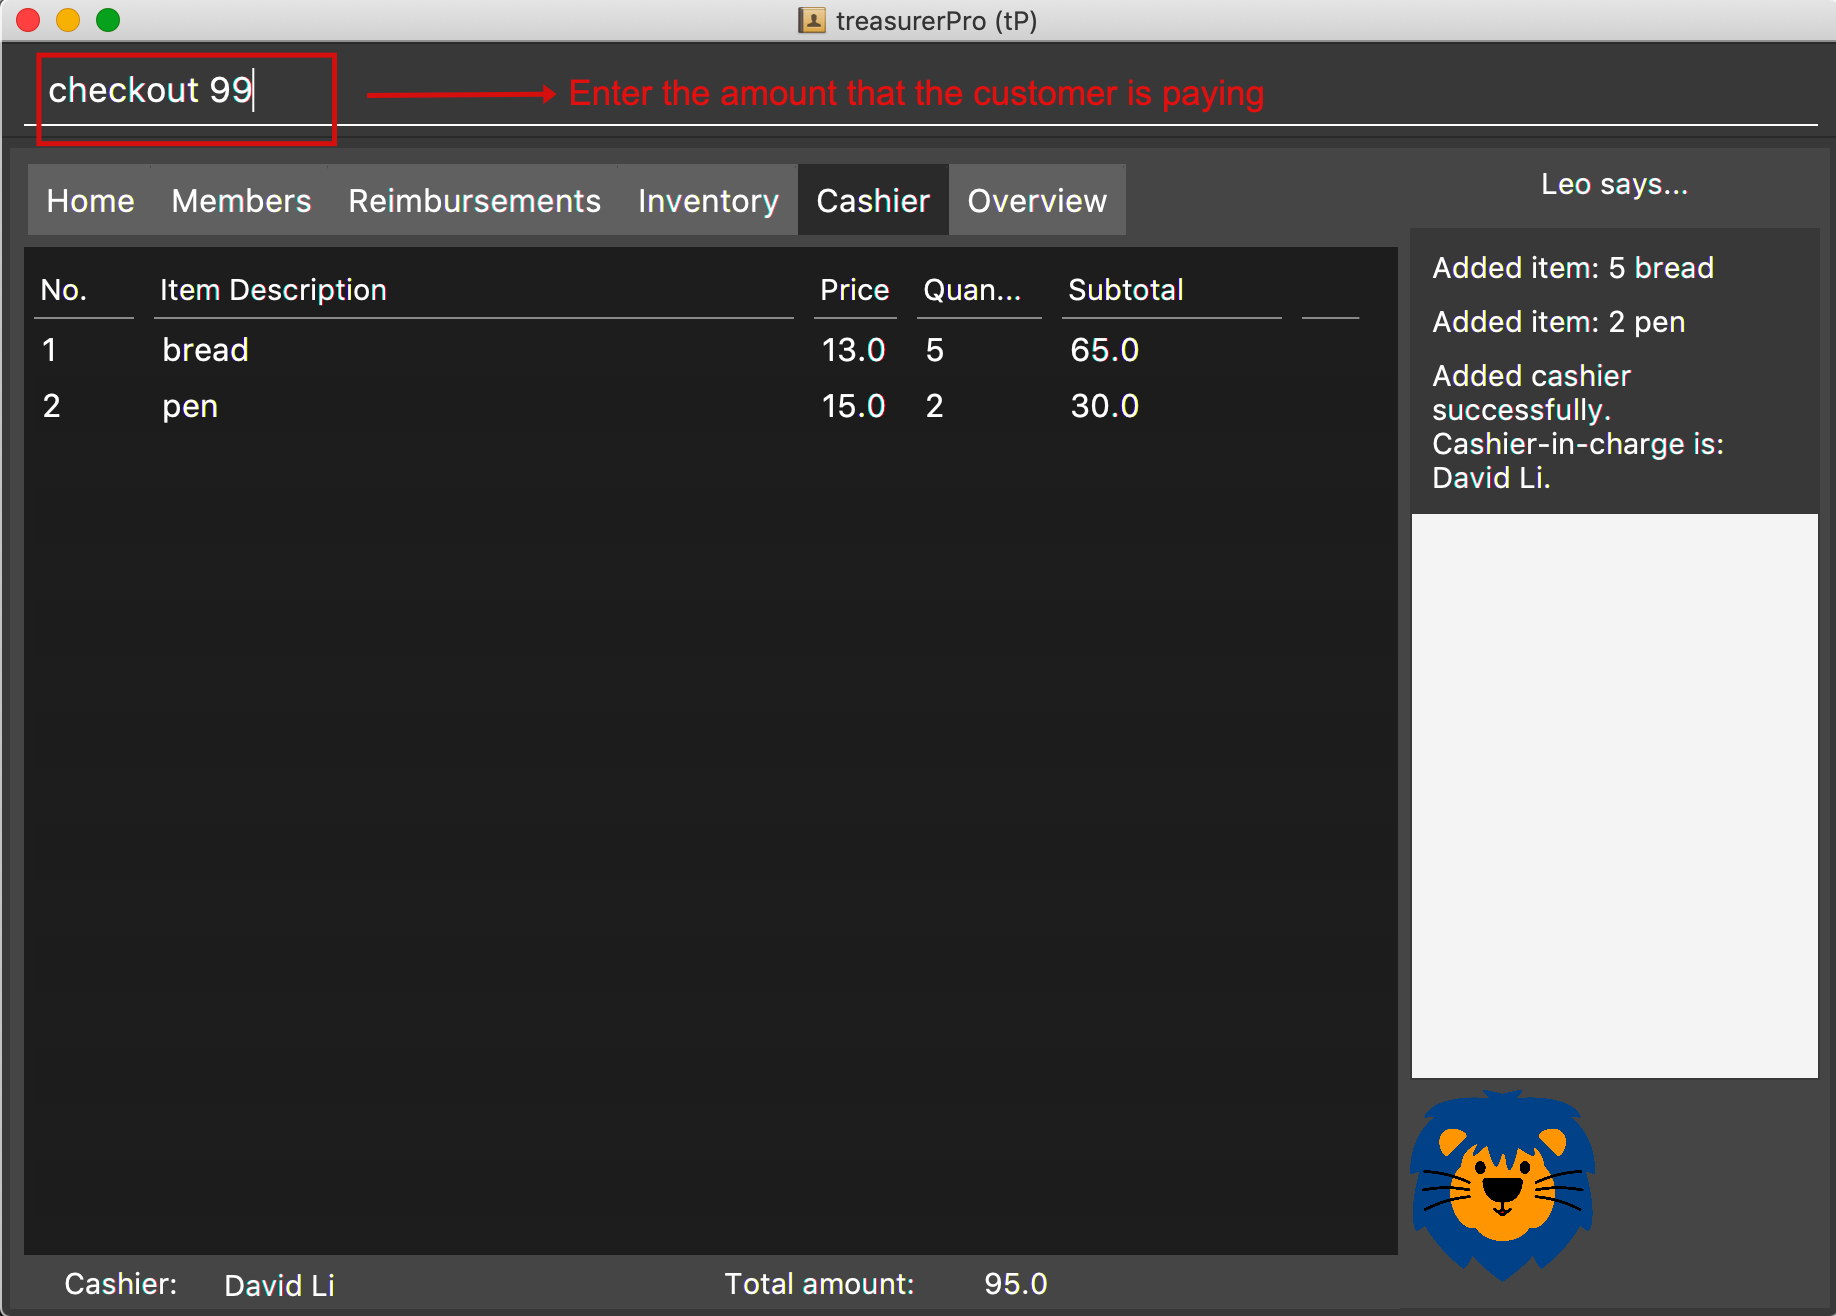 treasurerPro (tP)
checkout 99
Enter the amount that the customer is paying
Home Members Reimbursements Inventory Cashier Overview
No. Item Description Price Quan... Subtotal
1 bread 13.0 5 65.0
2 pen 15.0 2 30.0
Leo says...
Added item: 5 bread
Added item: 2 pen
Added cashier
successfully.
Cashier-in-charge is:
David Li.
Cashier: David Li Total amount: 95.0